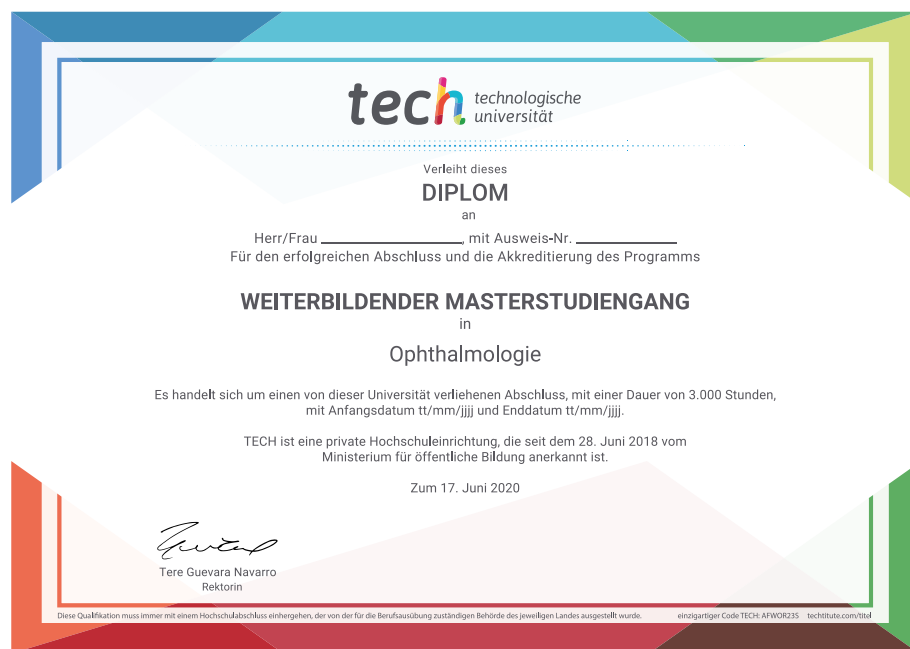 tech technologische
universität
Verleiht dieses
DIPLOM
an
Herr/Frau ____________________, mit Ausweis-Nr. ______________
Für den erfolgreichen Abschluss und die Akkreditierung des Programms
WEITERBILDENDER MASTERSTUDIENGANG
in
Ophthalmologie
Es handelt sich um einen von dieser Universität verliehenen Abschluss, mit einer Dauer von 3.000 Stunden,
mit Anfangsdatum tt/mm/jjjj und Enddatum tt/mm/jjjj.
TECH ist eine private Hochschuleinrichtung, die seit dem 28. Juni 2018 vom
Ministerium für öffentliche Bildung anerkannt ist.
Zum 17. Juni 2020
Tere Guevara Navarro
Rektorin
Diese Qualifikation muss immer mit einem Hochschulabschluss einhergehen, der von der für die Berufsausübung zuständigen Behörde des jeweiligen Landes ausgestellt wurde. einzigartiger Code TECH: AFWOR23S techtitute.com/titel